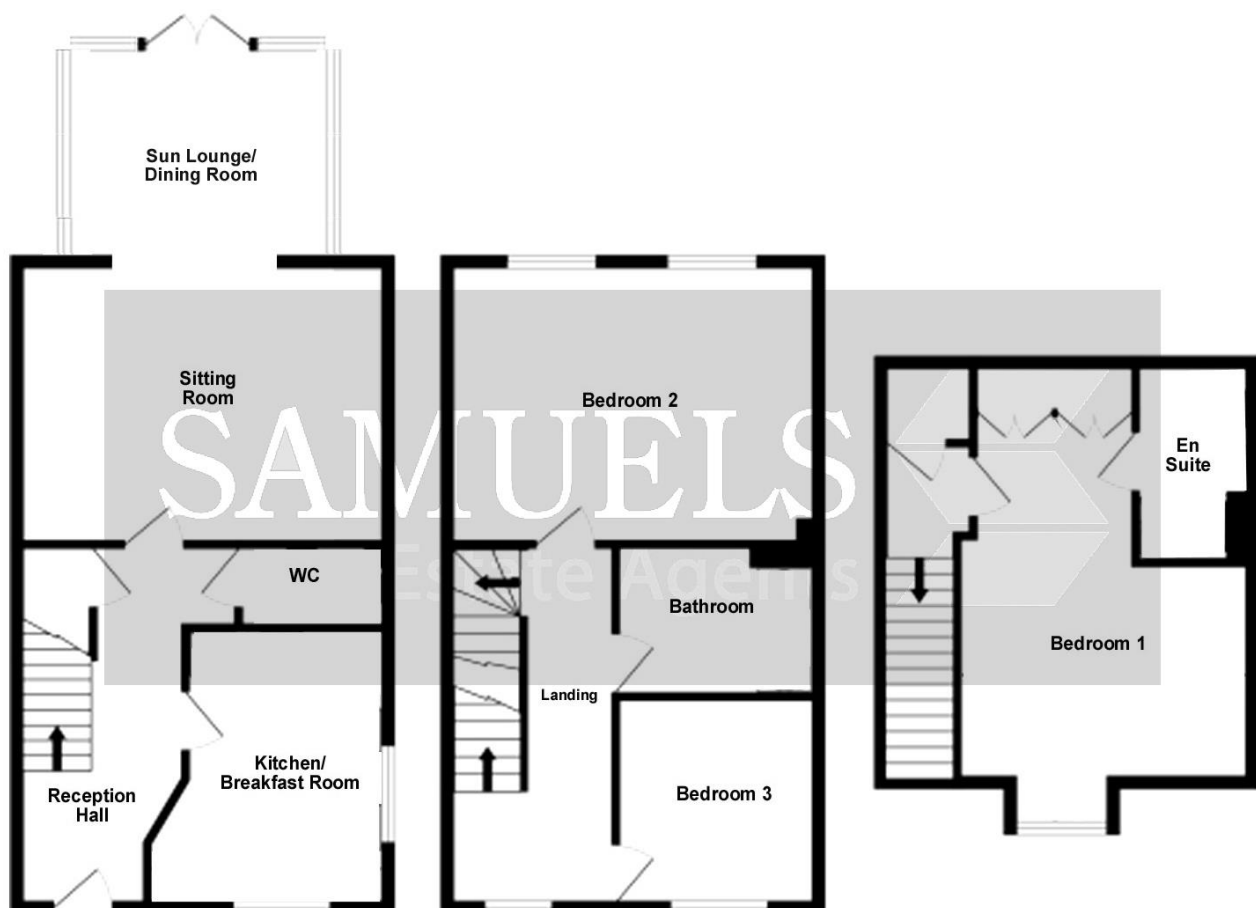 Sun Lounge/
Dining Room
Sitting
Room
WC
Kitchen/
Breakfast Room
Reception
Hall
Bedroom 2
Bathroom
Landing
Bedroom 3
En
Suite
Bedroom 1
SAMUELS
Estate Agents